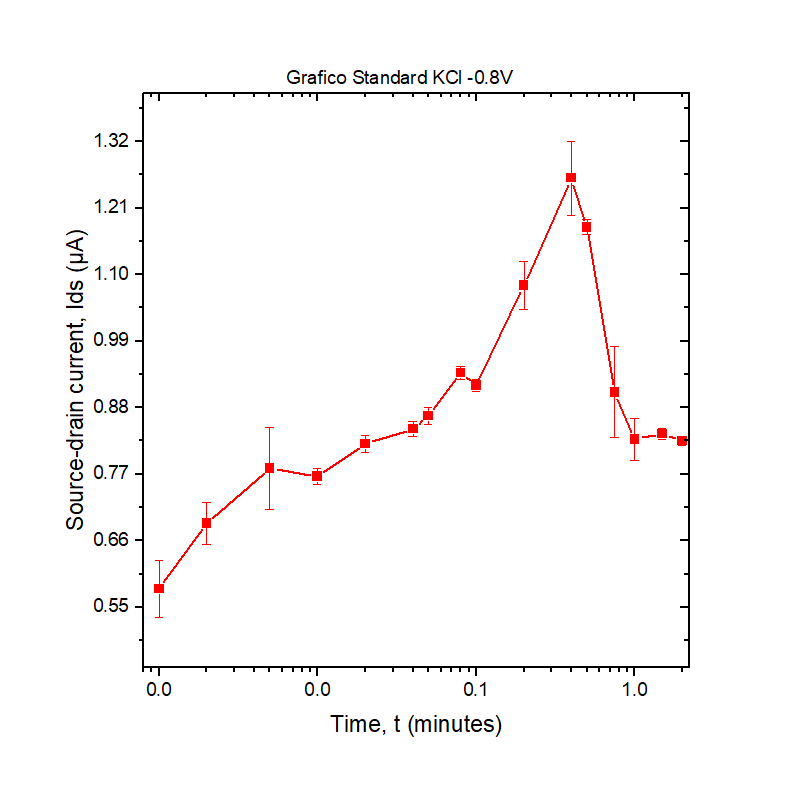 Grafico Standard KCl -0.8V
Source-drain current, Ids (µA)
1.32
1.21
1.10
0.99
0.88
0.77
0.66
0.55
0.0 0.0 0.1 1.0
Time, t (minutes)